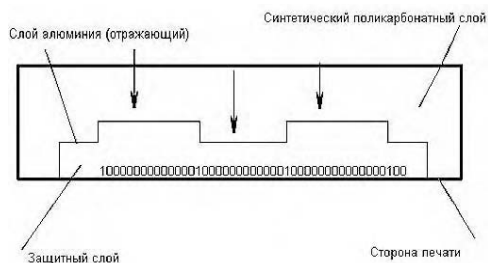 Синтетический поликарбонатный слой
Слой алюминия (отражающий)
1000000000000001000000000000010000000000000000100
Защитный слой
Сторона печати